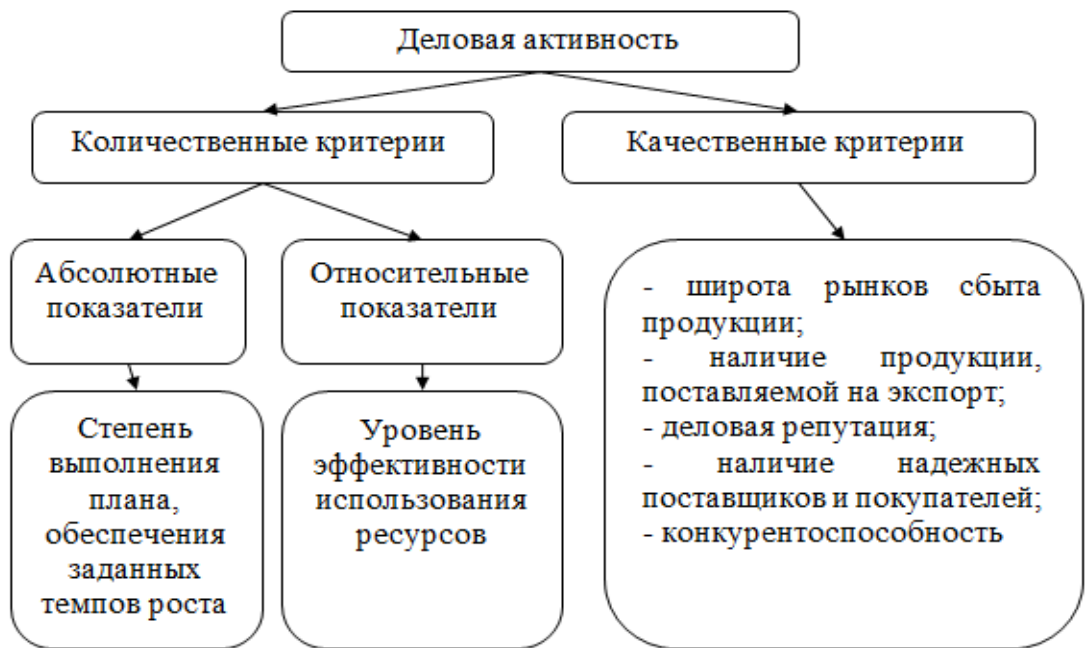 Деловая активность
Количественные критерии
Качественные критерии
Абсолютные
показатели
Относительные
показатели
- широта рынков сбыта
продукции;
- наличие продукции,
поставляемой на экспорт;
- деловая репутация;
- наличие надежных
поставщиков и покупателей;
- конкурентоспособность
Степень
выполнения
плана,
обеспечения
заданных
темпов роста
Уровень
эффективности
использования
ресурсов